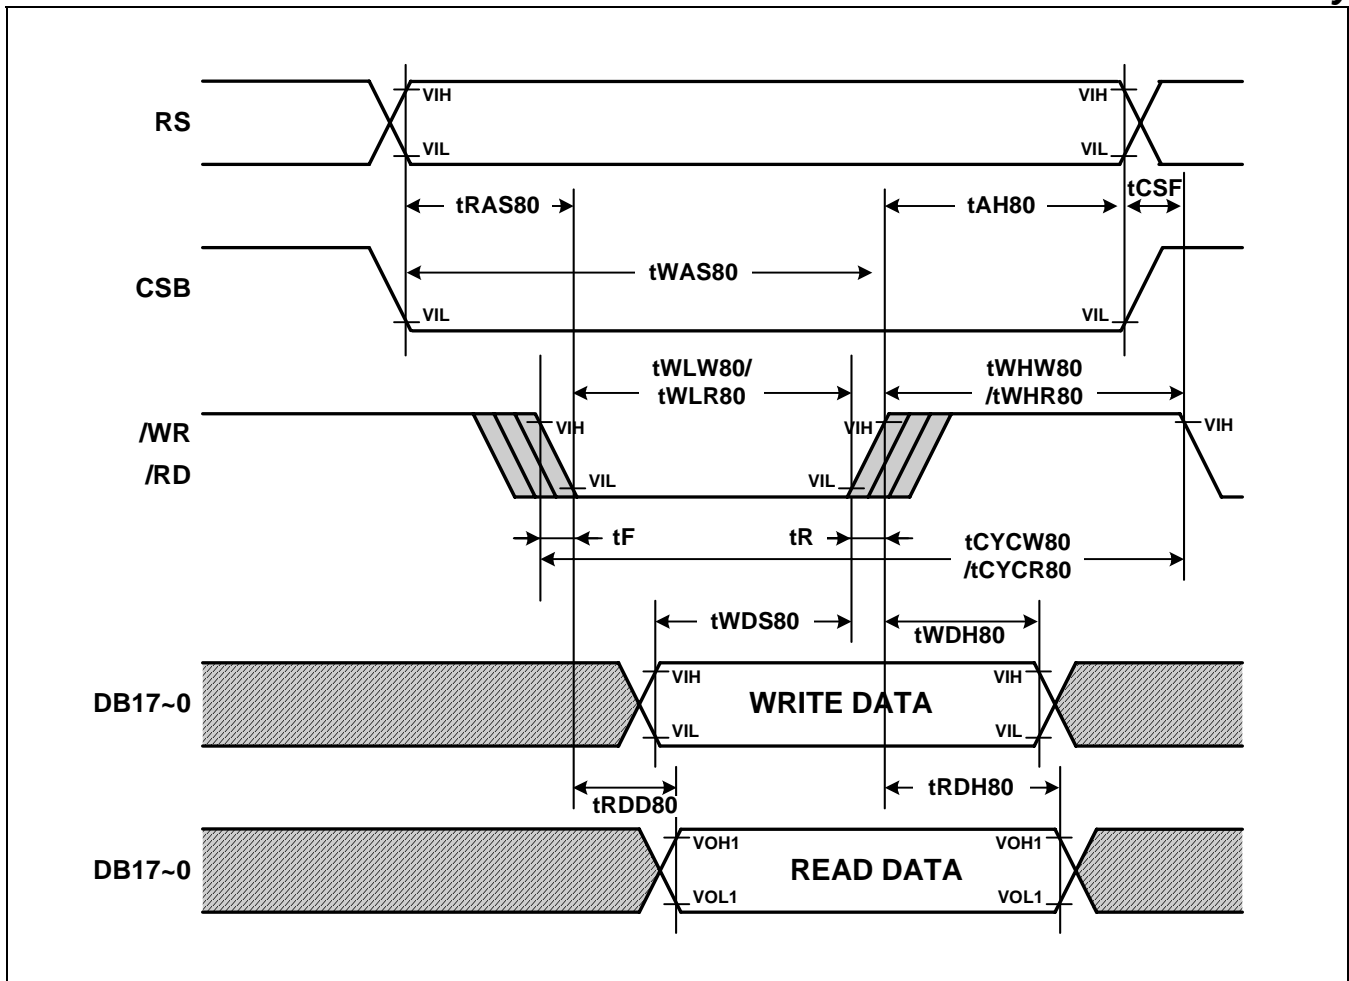 VIH VIH
RS
VIL VIL
tCSF
tRAS80 tAH80
tWAS80
CSB
VIL VIL
tWLW80/ tWHW80
tWLR80 /tWHR80
/WR VIH VIH VIH
/RD VIL VIL
tF tR tCYCW80
/tCYCR80
tWDS80 tWDH80
VIH VIH
DB17~0 WRITE DATA
VIL VIL
tRDD80 tRDH80
VOH1 VOH1
DB17~0 READ DATA
VOL1 VOL1